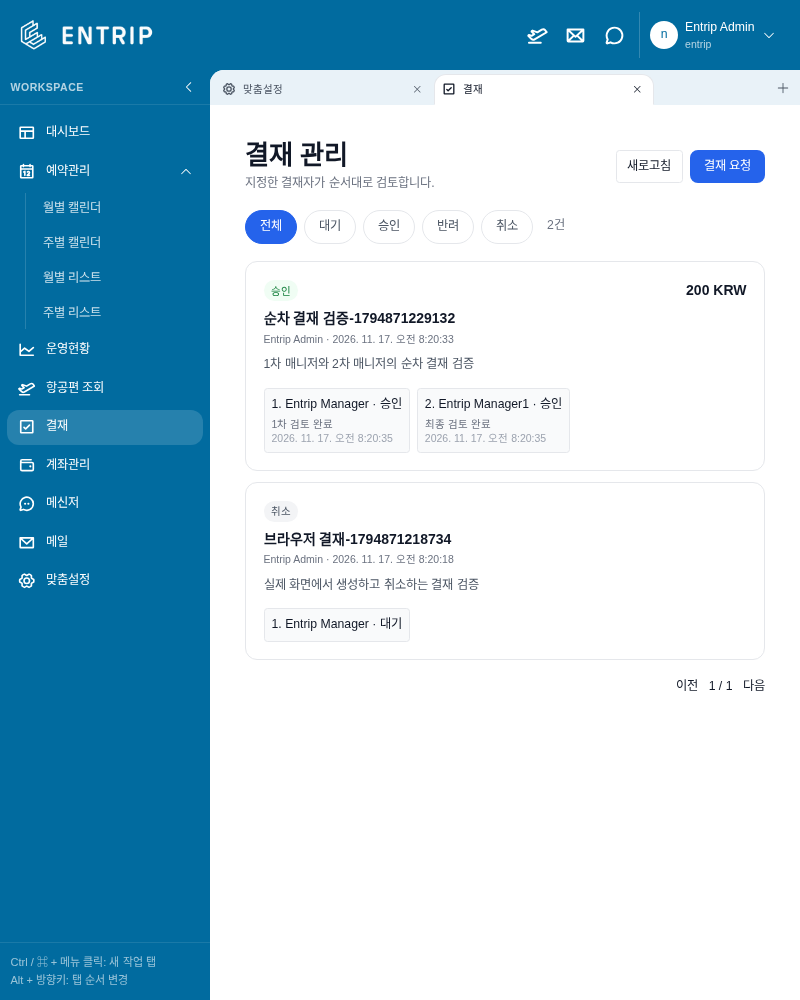 ENTRIP
n
Entrip Admin
entrip
WORKSPACE
대시보드
예약관리
월별 캘린더
주별 캘린더
월별 리스트
주별 리스트
운영현황
항공편 조회
결재
계좌관리
메신저
메일
맞춤설정
Ctrl / ⌘ + 메뉴 클릭: 새 작업 탭
Alt + 방향키: 탭 순서 변경
맞춤설정
결재
결재 관리
지정한 결재자가 순서대로 검토합니다.
새로고침
결재 요청
전체 대기 승인 반려 취소 2건
승인
200 KRW
순차 결재 검증-1794871229132
Entrip Admin · 2026. 11. 17. 오전 8:20:33
1차 매니저와 2차 매니저의 순차 결재 검증
1. Entrip Manager · 승인
1차 검토 완료
2026. 11. 17. 오전 8:20:35
2. Entrip Manager1 · 승인
최종 검토 완료
2026. 11. 17. 오전 8:20:35
취소
브라우저 결재-1794871218734
Entrip Admin · 2026. 11. 17. 오전 8:20:18
실제 화면에서 생성하고 취소하는 결재 검증
1. Entrip Manager · 대기
이전 1 / 1 다음